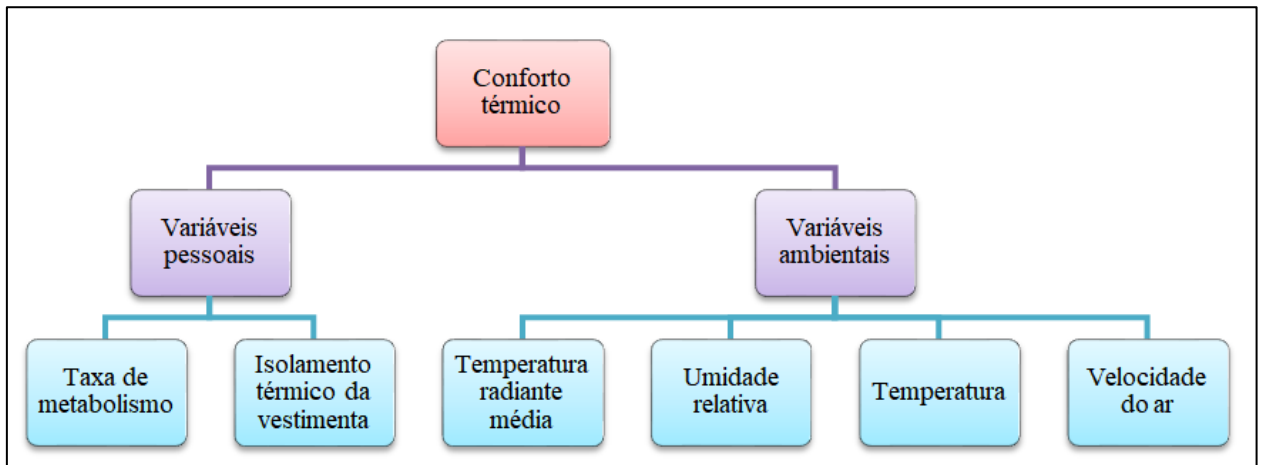 Conforto
térmico
Variáveis
pessoais
Variáveis
ambientais
Taxa de
metabolismo
Isolamento
térmico da
vestimenta
Temperatura
radiante
média
Umidade
relativa
Temperatura
Velocidade
do ar